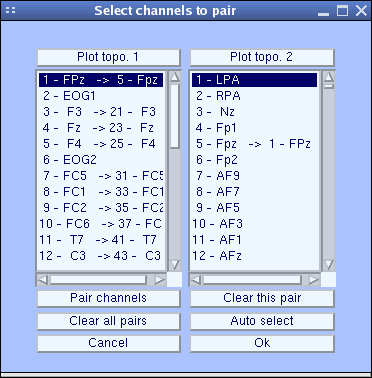 Select channels to pair
Plot topo. 1
Plot topo. 2
1 - FPz -> 5 - Fpz
2 - EOG1
3 - F3 -> 21 - F3
4 - Fz -> 23 - Fz
5 - F4 -> 25 - F4
6 - EOG2
7 - FC5 -> 31 - FC5
8 - FC1 -> 33 - FC1
9 - FC2 -> 35 - FC2
10 - FC6 -> 37 - FC
11 - T7 -> 41 - T7
12 - C3 -> 43 - C3
1 - LPA
2 - RPA
3 - Nz
4 - Fp1
5 - Fpz -> 1 - FPz
6 - Fp2
7 - AF9
8 - AF7
9 - AF5
10 - AF3
11 - AF1
12 - AFz
Pair channels
Clear this pair
Clear all pairs
Auto select
Cancel
Ok